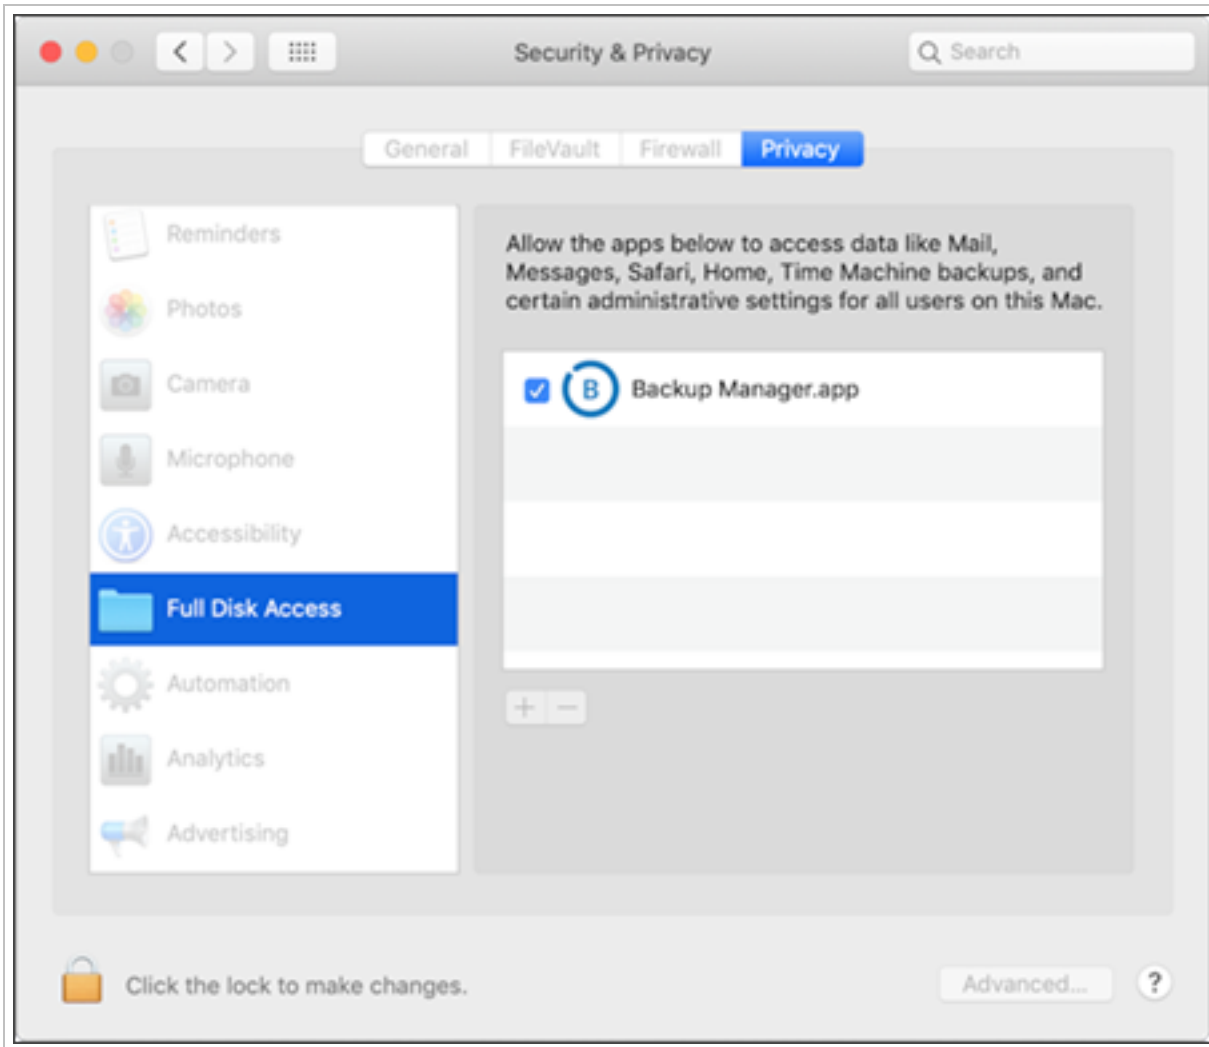 Security & Privacy
Search
General
FileVault
Firewall
Privacy
Reminders
Photos
Camera
Microphone
Accessibility
Full Disk Access
Automation
Analytics
Advertising
Allow the apps below to access data like Mail,
Messages, Safari, Home, Time Machine backups, and
certain administrative settings for all users on this Mac.
B
Backup Manager.app
+ −
Click the lock to make changes.
Advanced...
?